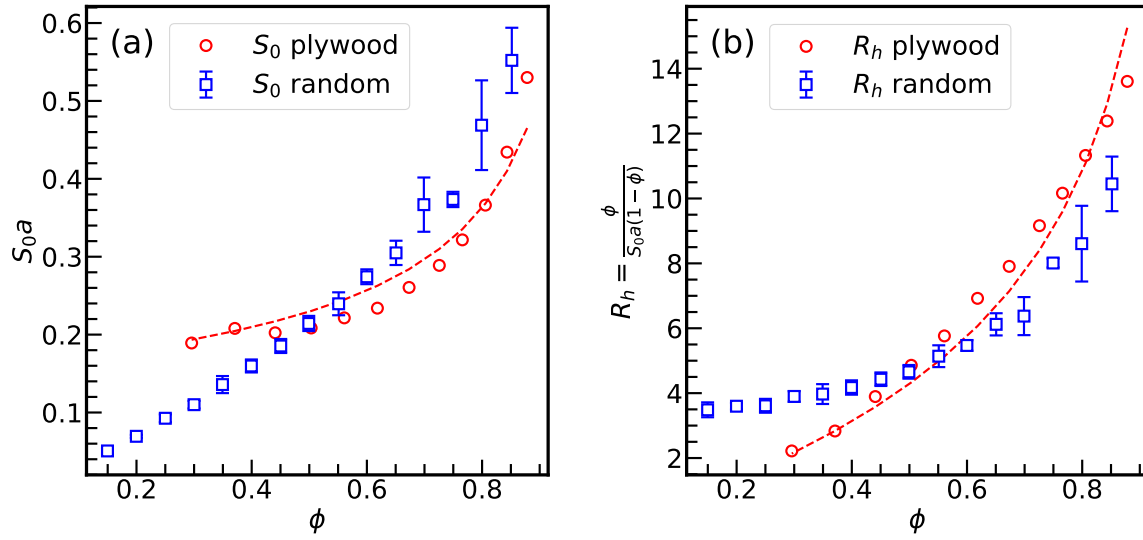 (a)
S₀ plywood
S₀ random
0.6
0.5
0.4
0.3
0.2
0.1
S₀a
0.2 0.4 0.6 0.8
ϕ
(b)
Rₕ plywood
Rₕ random
14
12
10
8
6
4
2
Rₕ = ϕ / S₀a(1 − ϕ)
0.2 0.4 0.6 0.8
ϕ